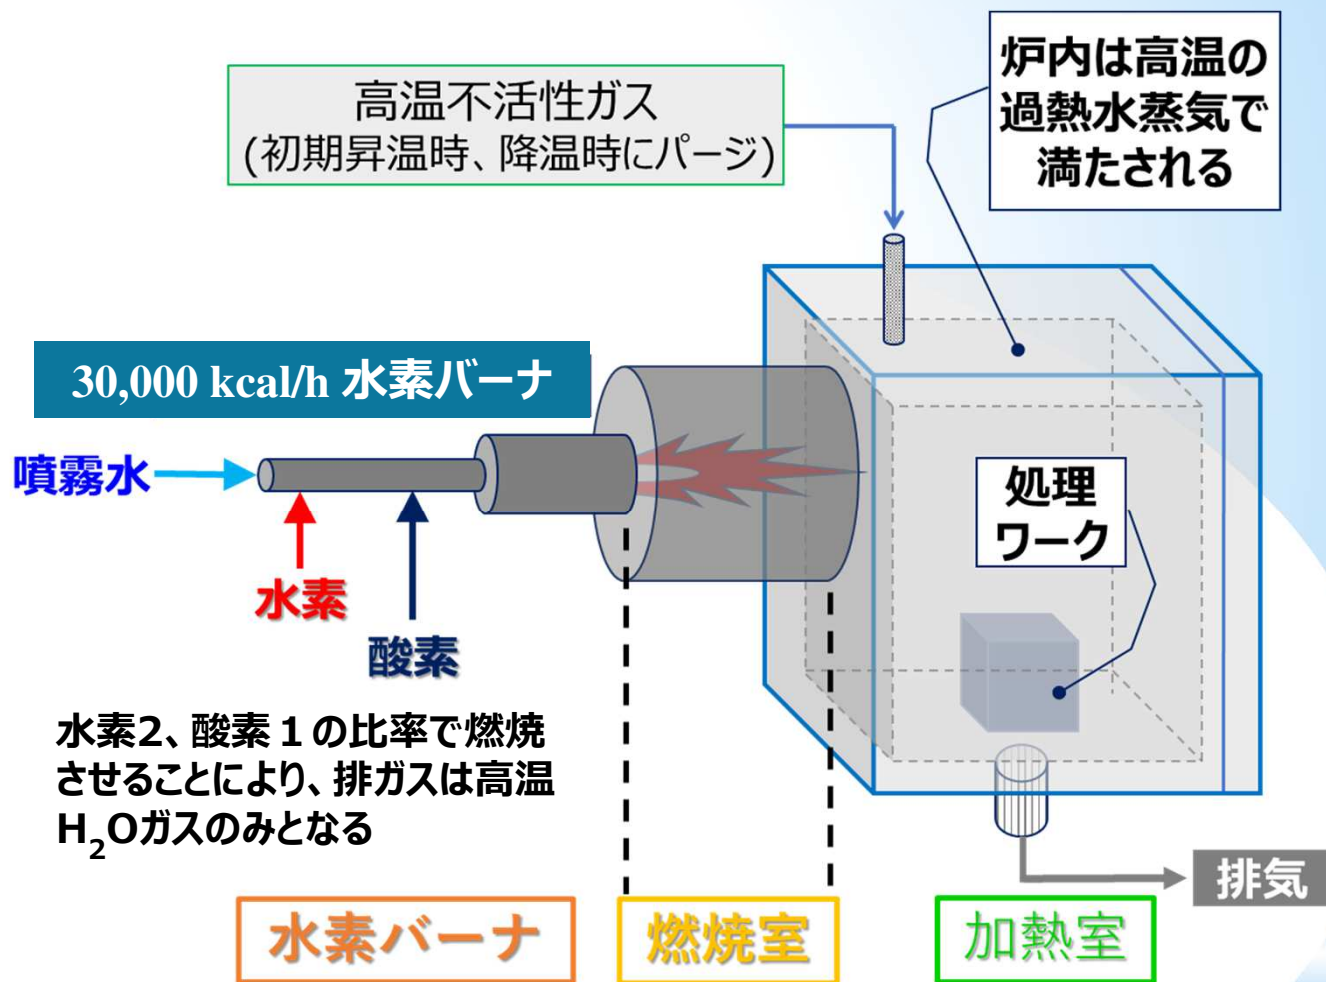 高温不活性ガス
(初期昇温時、降温時にパージ)
炉内は高温の
過熱水蒸気で
満たされる
30,000 kcal/h 水素バーナ
噴霧水
水素
酸素
処理
ワーク
水素2、酸素１の比率で燃焼
させることにより、排ガスは高温
H₂Oガスのみとなる
排気
水素バーナ
燃焼室
加熱室